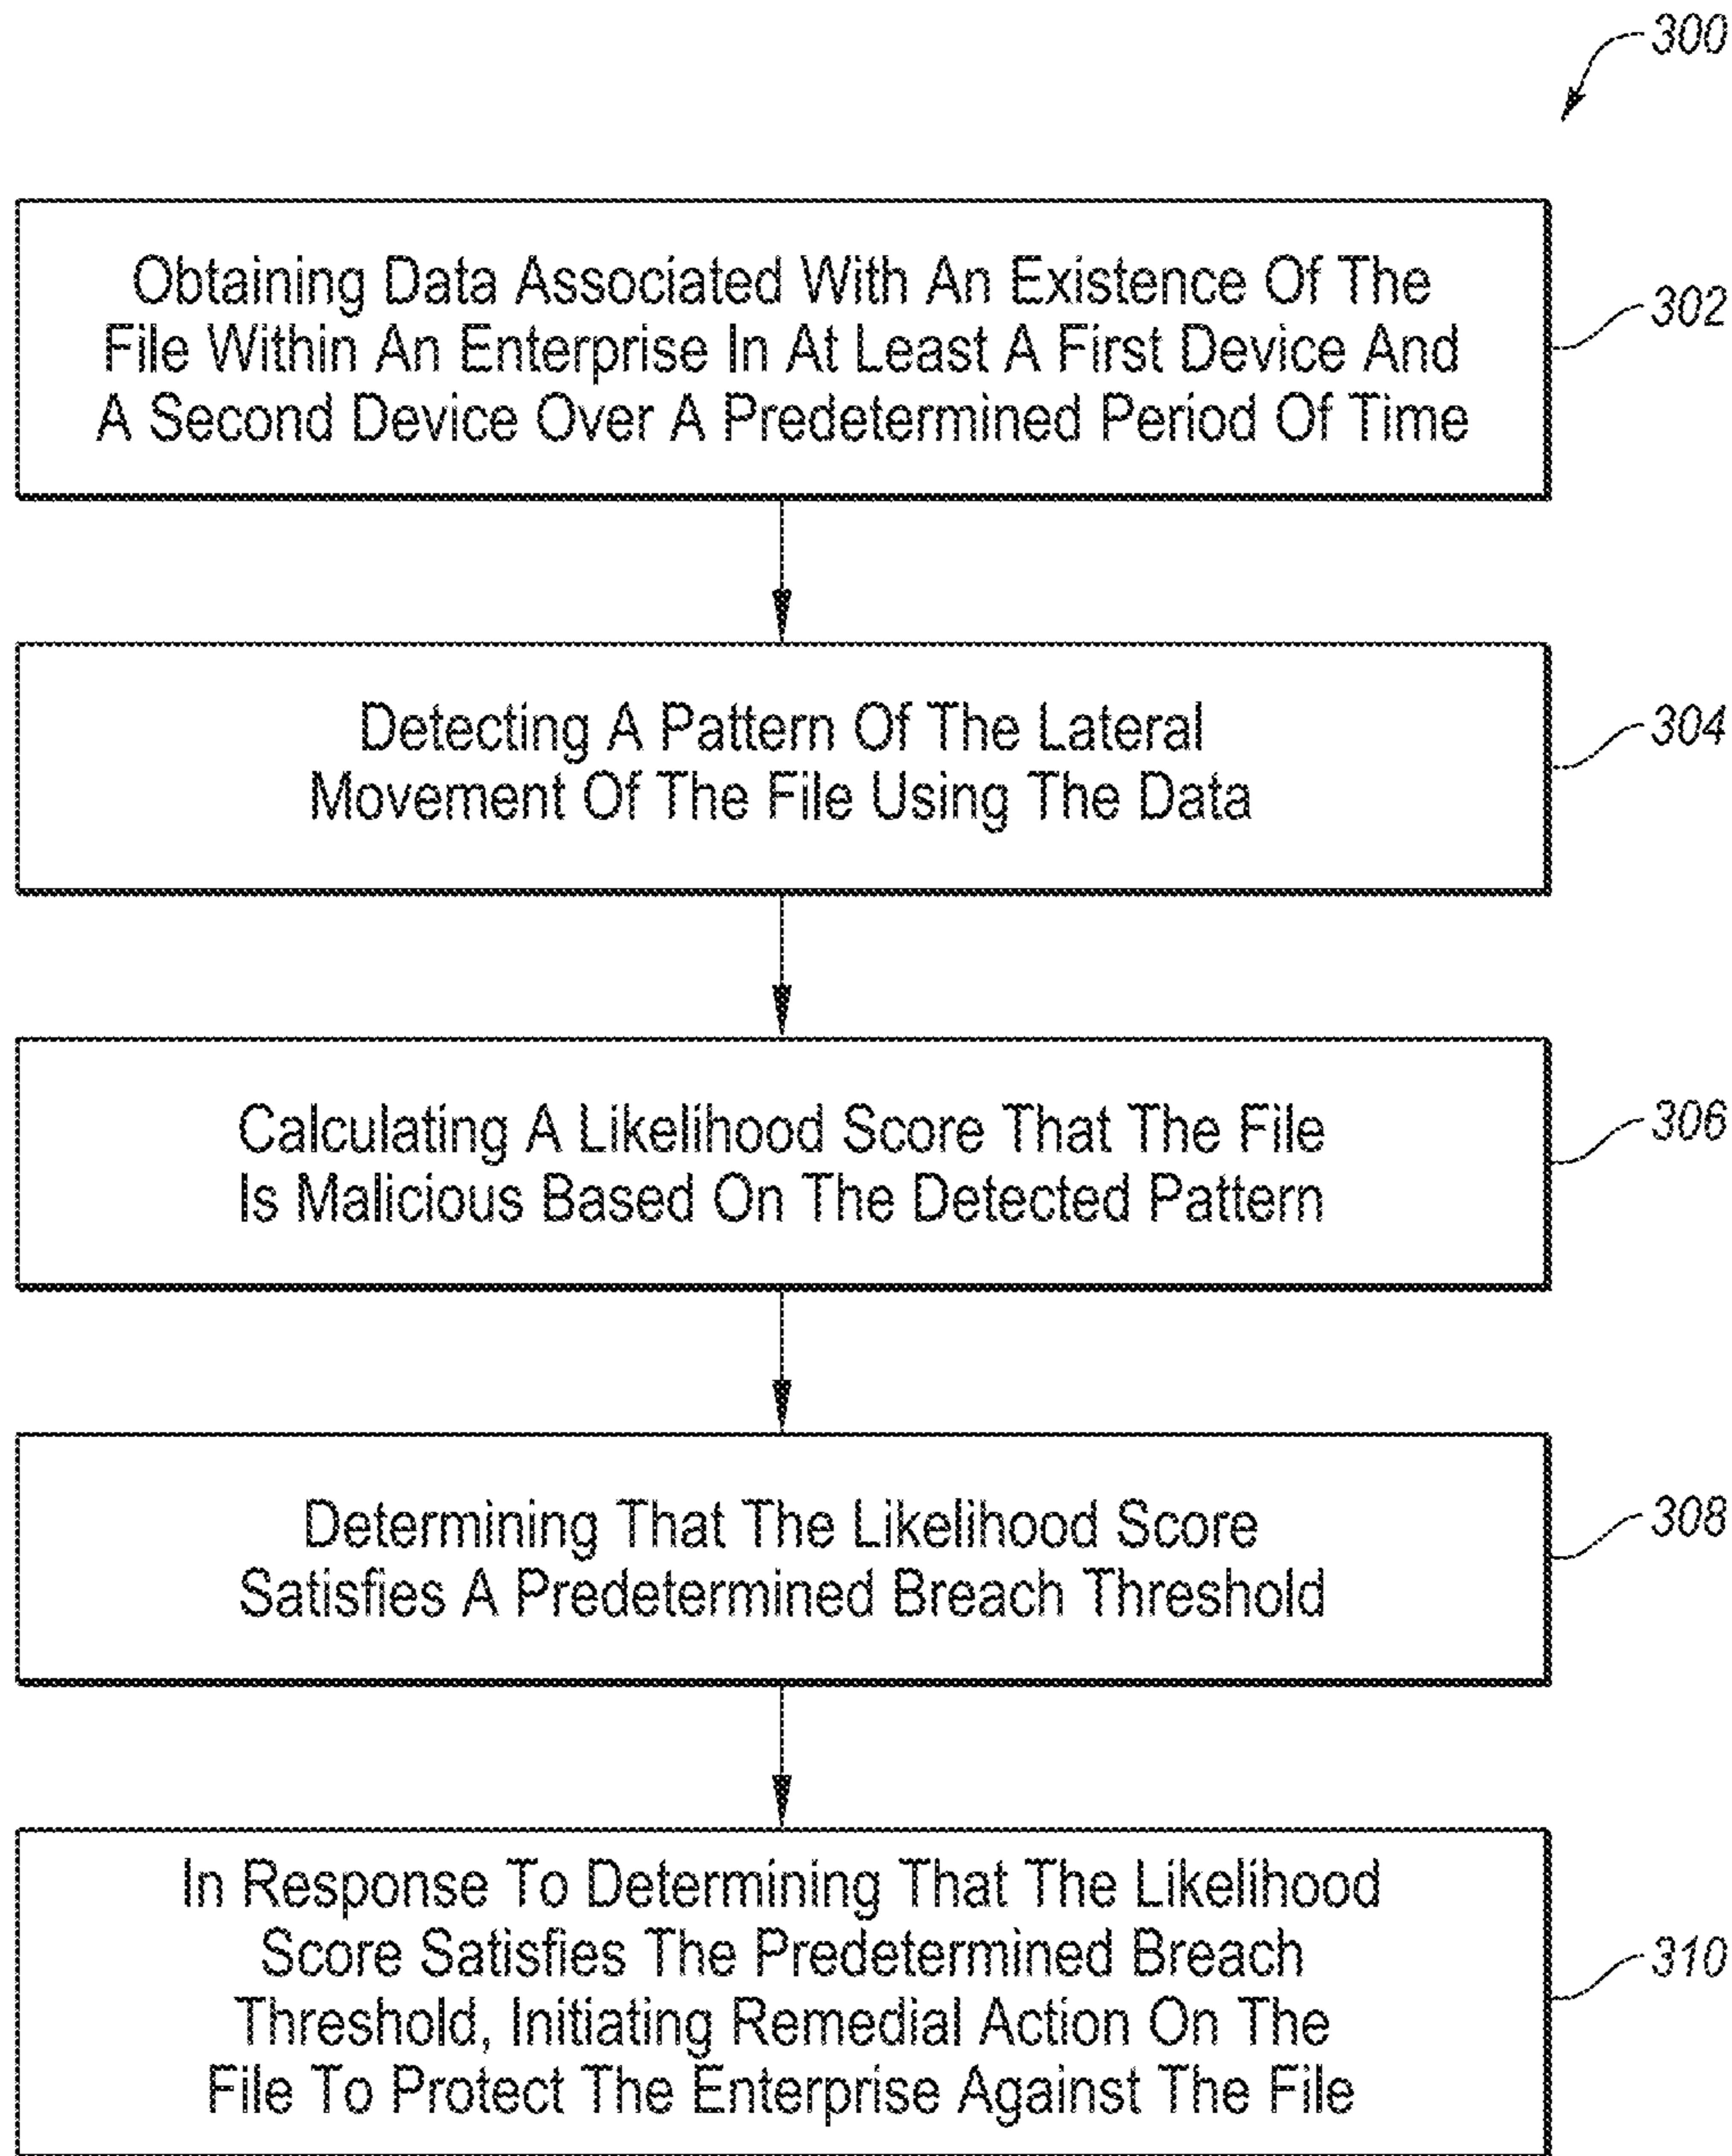 300
Obtaining Data Associated With An Existence Of The
File Within An Enterprise In At Least A First Device And
A Second Device Over A Predetermined Period Of Time
302
Detecting A Pattern Of The Lateral
Movement Of The File Using The Data
304
Calculating A Likelihood Score That The File
Is Malicious Based On The Detected Pattern
306
Determining That The Likelihood Score
Satisfies A Predetermined Breach Threshold
308
In Response To Determining That The Likelihood
Score Satisfies The Predetermined Breach
Threshold, Initiating Remedial Action On The
File To Protect The Enterprise Against The File
310